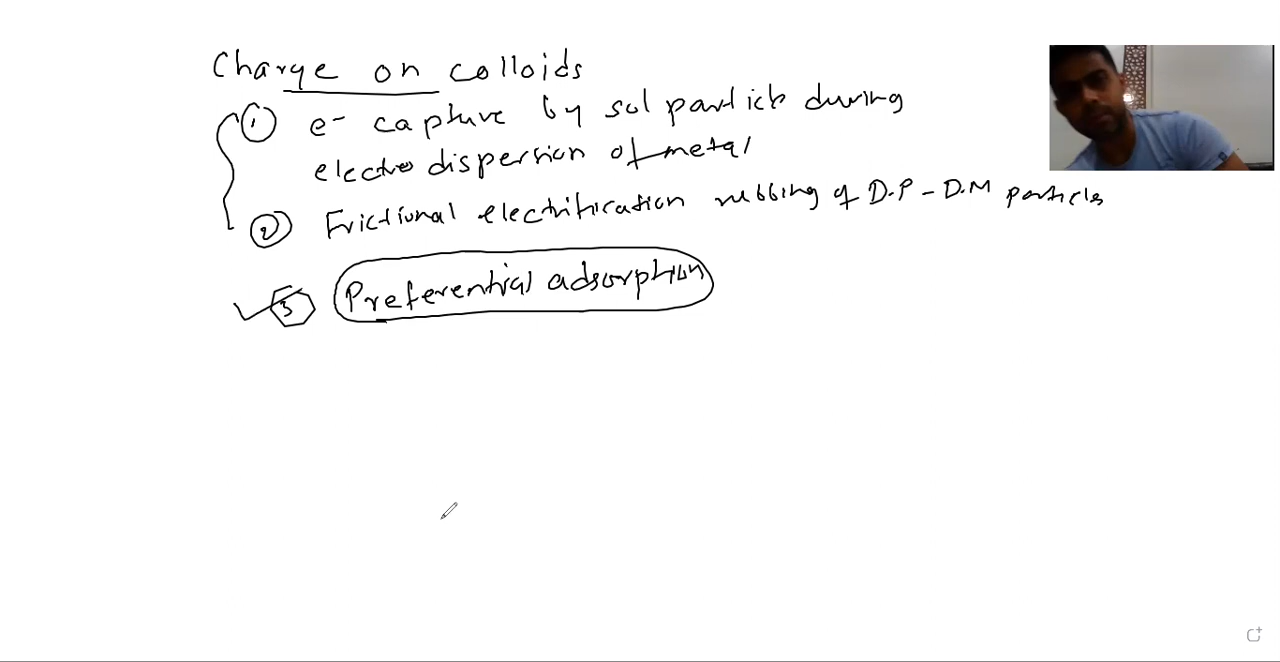 Charge on colloids
① e- capture by sol particls during
electro dispersion of metal
② Frictional electrification rubbing of D.P - D.M particles
3 Preferential adsorption